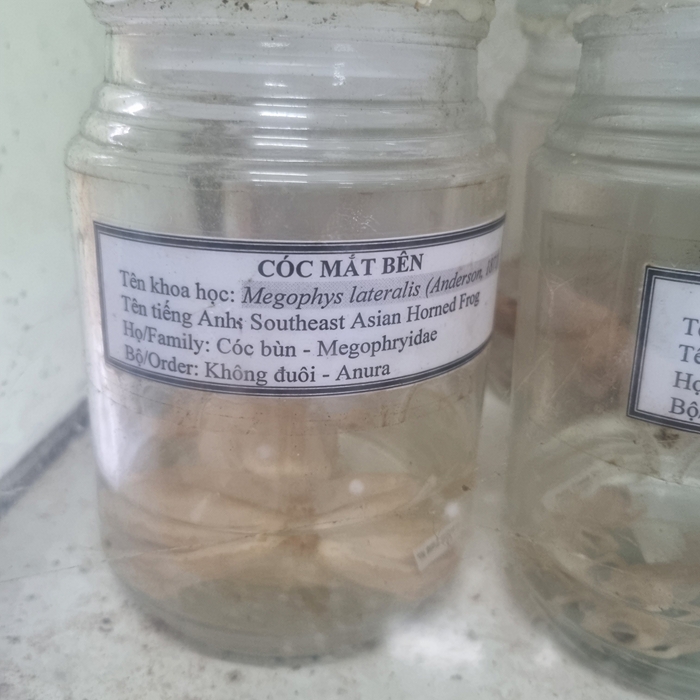 CÓC MẮT BÊN
Tên khoa học: Megophys lateralis (Anderson,
Tên tiếng Anh: Southeast Asian Horned Frog
Họ/Family: Cóc bùn - Megophryidae
Bộ/Order: Không đuôi - Anura